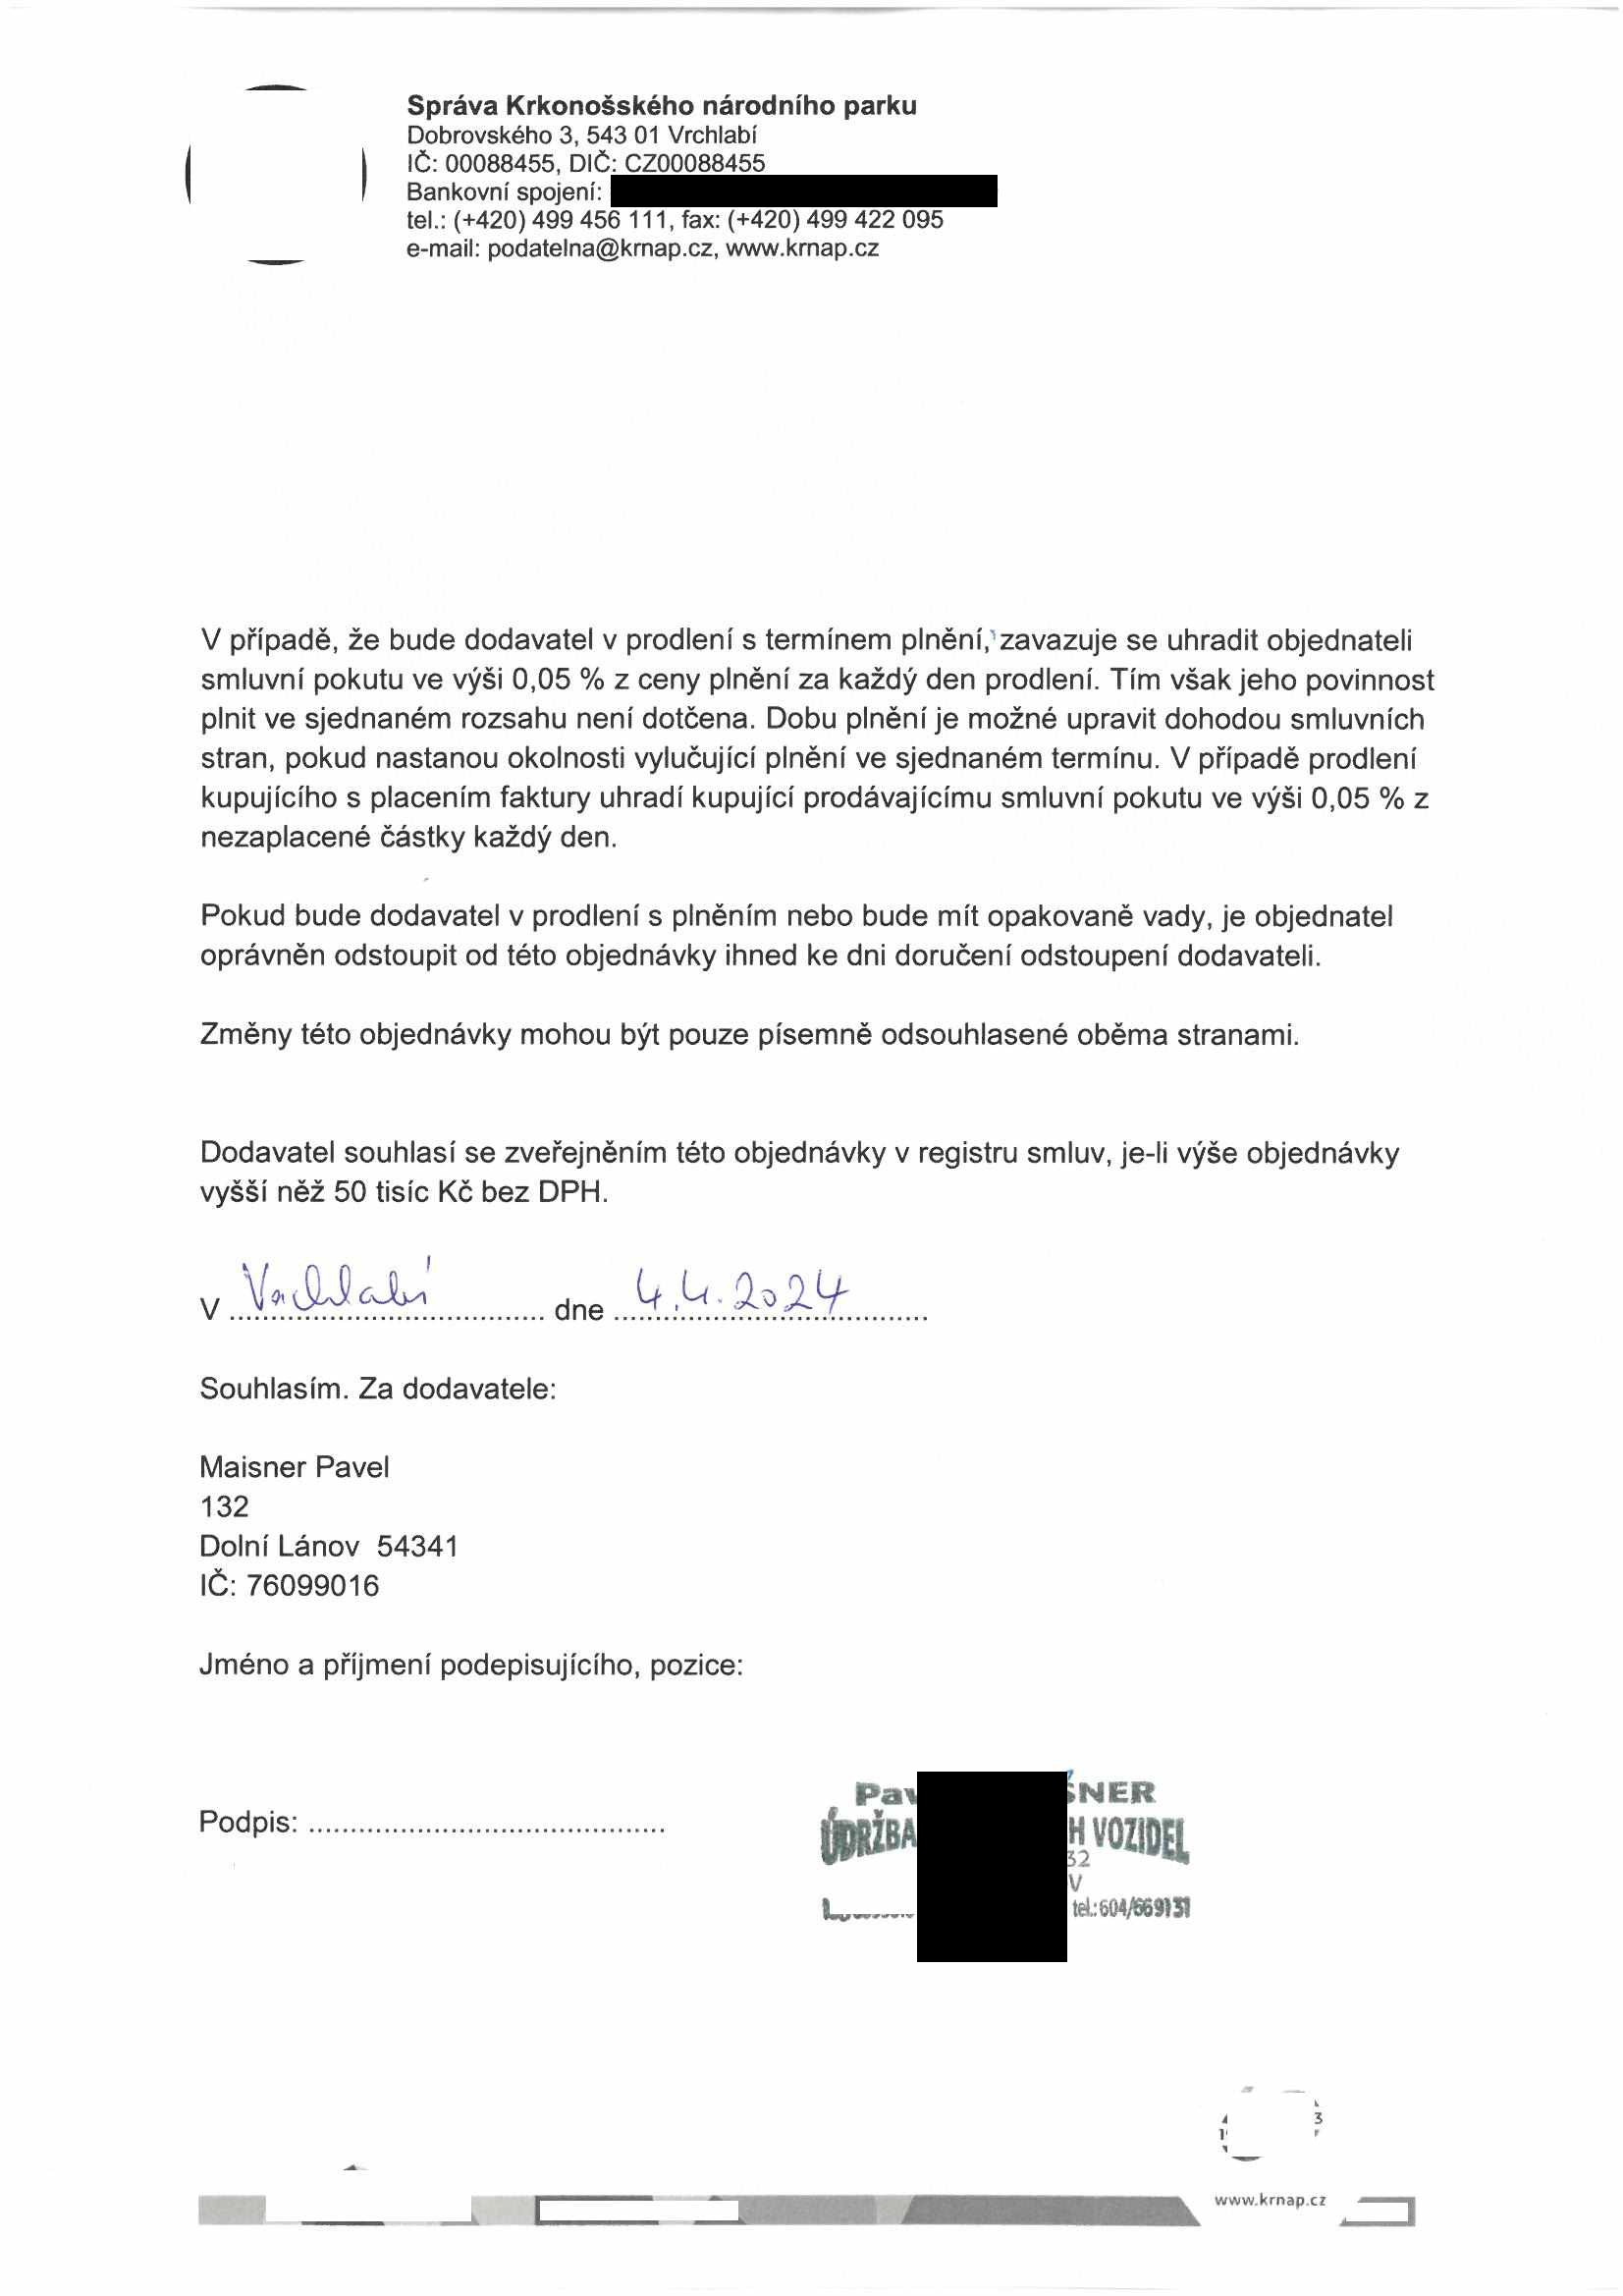 Správa Krkonošského národního parku
Dobrovského 3, 543 01 Vrchlabí
IČ: 00088455, DIČ: CZ00088455
Bankovní spojení:
tel.: (+420) 499 456 111, fax: (+420) 499 422 095
e-mail: podatelna@krnap.cz, www.krnap.cz
V případě, že bude dodavatel v prodlení s termínem plnění, zavazuje se uhradit objednateli
smluvní pokutu ve výši 0,05 % z ceny plnění za každý den prodlení. Tím však jeho povinnost
plnit ve sjednaném rozsahu není dotčena. Dobu plnění je možné upravit dohodou smluvních
stran, pokud nastanou okolnosti vylučující plnění ve sjednaném termínu. V případě prodlení
kupujícího s placením faktury uhradí kupující prodávajícímu smluvní pokutu ve výši 0,05 % z
nezaplacené částky každý den.
Pokud bude dodavatel v prodlení s plněním nebo bude mít opakovaně vady, je objednatel
oprávněn odstoupit od této objednávky ihned ke dni doručení odstoupení dodavateli.
Změny této objednávky mohou být pouze písemně odsouhlasené oběma stranami.
Dodavatel souhlasí se zveřejněním této objednávky v registru smluv, je-li výše objednávky
vyšší něž 50 tisíc Kč bez DPH.
V Vrchlabí dne 4.4.2024
Souhlasím. Za dodavatele:
Maisner Pavel
132
Dolní Lánov 54341
IČ: 76099016
Jméno a příjmení podepisujícího, pozice:
Podpis: ..........................................
Pav ŠNER
ÚDRŽBA H VOZIDEL
32
V
tel.:604/669131
www.krnap.cz